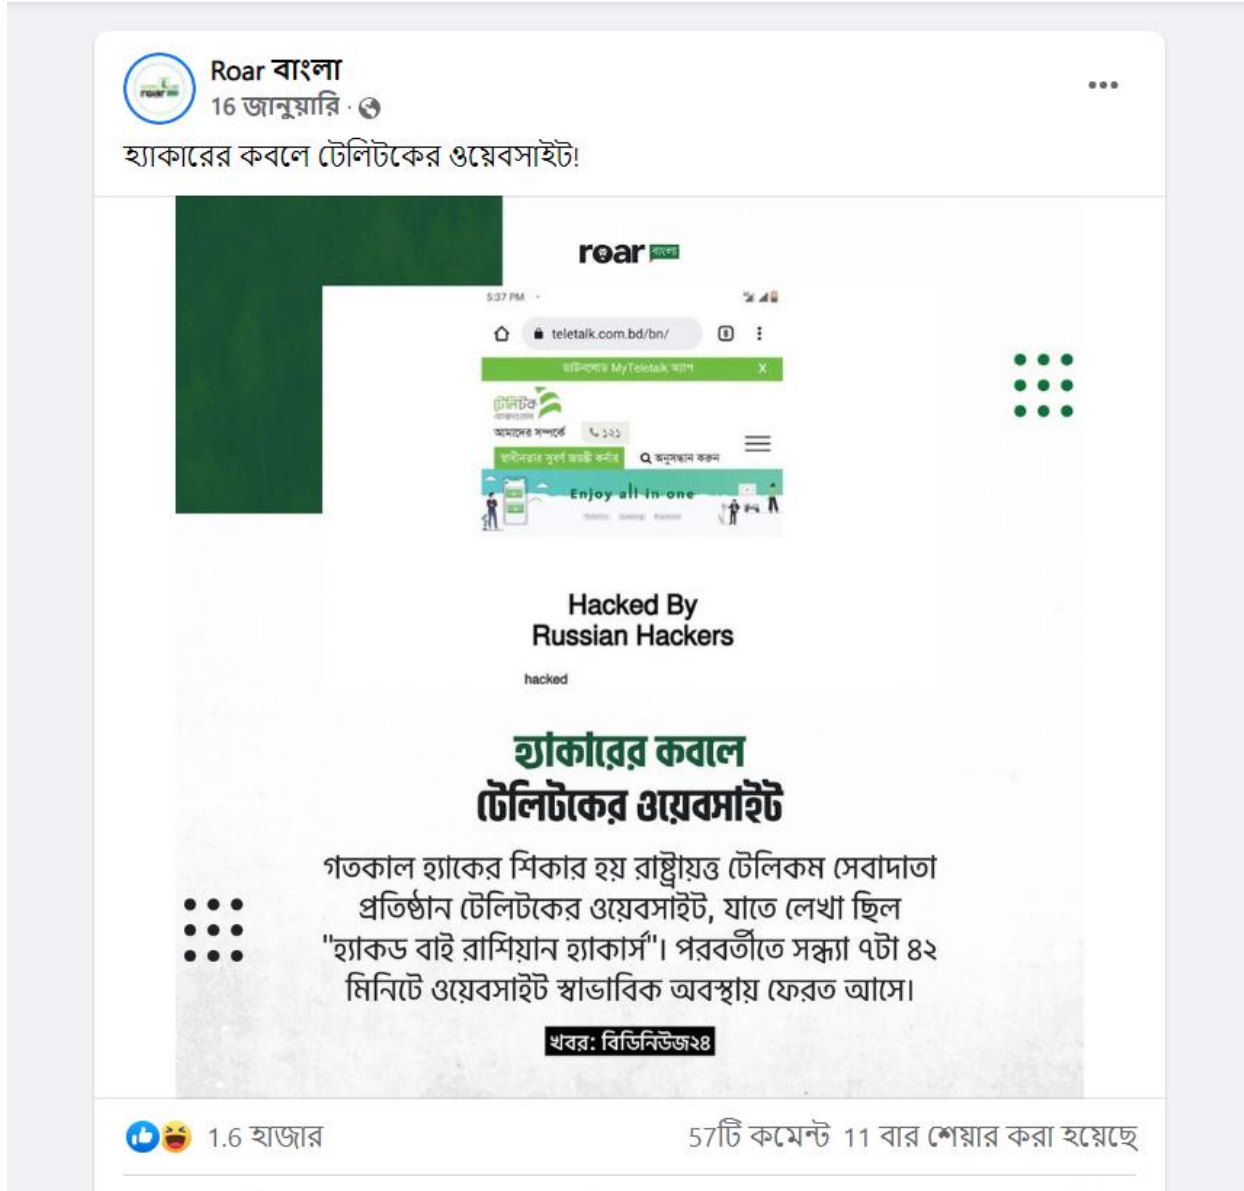 Roar বাংলা
16 জানুয়ারি ·
হ্যাকারের কবলে টেলিটকের ওয়েবসাইট!
roar বাংলা
5:37 PM
teletalk.com.bd/bn/
8
ডাউনলোড MyTeletalk অ্যাপ X
টেলিটক
আমাদের সম্পর্কে ১২১
স্বাধীনতার সুবর্ণ জয়ন্তী কর্নার অনুসন্ধান করুন
Enjoy all in one
Hacked By
Russian Hackers
hacked
হ্যাকারের কবলে
টেলিটকের ওয়েবসাইট
গতকাল হ্যাকের শিকার হয় রাষ্ট্রায়ত্ত টেলিকম সেবাদাতা
প্রতিষ্ঠান টেলিটকের ওয়েবসাইট, যাতে লেখা ছিল
"হ্যাকড বাই রাশিয়ান হ্যাকার্স"। পরবর্তীতে সন্ধ্যা ৭টা ৪২
মিনিটে ওয়েবসাইট স্বাভাবিক অবস্থায় ফেরত আসে।
খবর: বিডিনিউজ২৪
1.6 হাজার 57টি কমেন্ট 11 বার শেয়ার করা হয়েছে